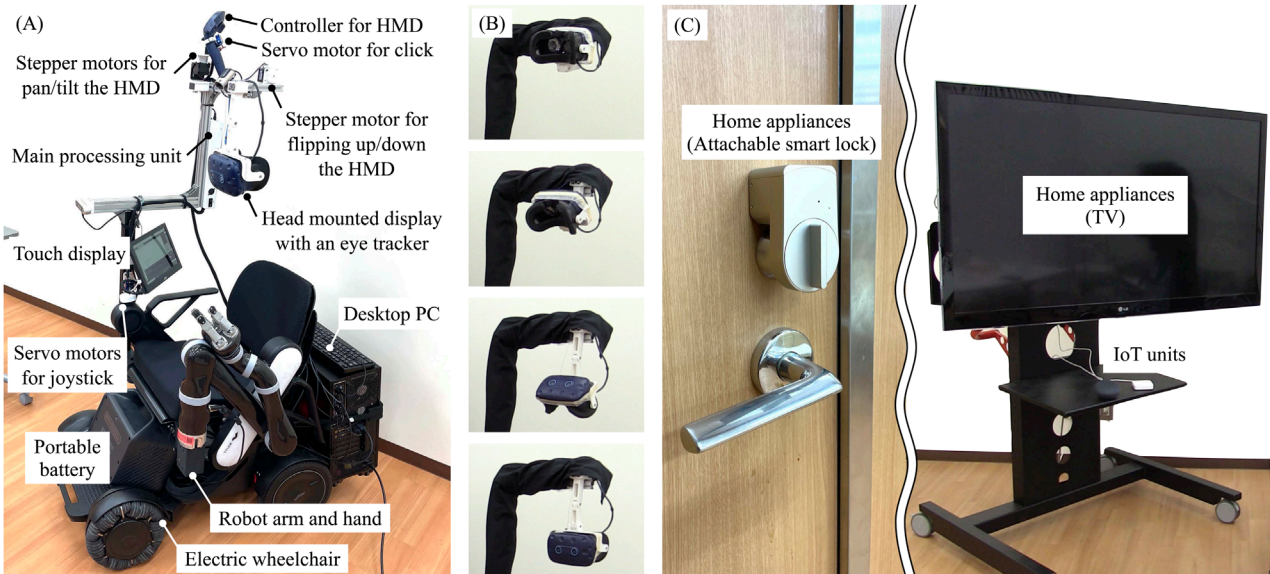 (A)
Controller for HMD
Servo motor for click
Stepper motors for
pan/tilt the HMD
Stepper motor for
flipping up/down
the HMD
Main processing unit
Head mounted display
with an eye tracker
Touch display
Desktop PC
Servo motors
for joystick
Portable
battery
Robot arm and hand
Electric wheelchair
(B)
(C)
Home appliances
(Attachable smart lock)
Home appliances
(TV)
LG
IoT units